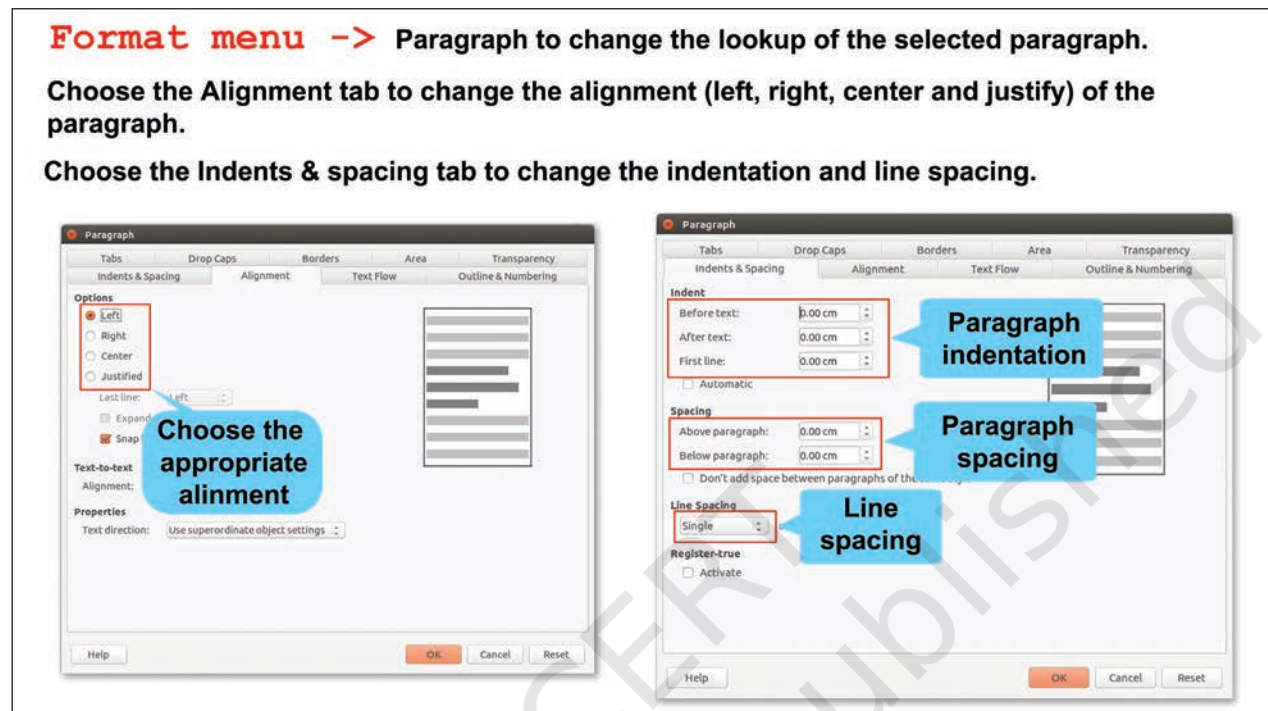 Format menu -> Paragraph to change the lookup of the selected paragraph.
Choose the Alignment tab to change the alignment (left, right, center and justify) of the
paragraph.
Choose the Indents & spacing tab to change the indentation and line spacing.
Paragraph
Tabs Drop Caps Borders Area Transparency
Indents & Spacing Alignment Text Flow Outline & Numbering
Options
Left
Right
Center
Justified
Last line: Left
Expand
Snap
Choose the
appropriate
alinment
Text-to-text
Alignment:
Properties
Text direction: Use superordinate object settings
Help OK Cancel Reset
Paragraph
Tabs Drop Caps Borders Area Transparency
Indents & Spacing Alignment Text Flow Outline & Numbering
Indent
Before text: 0.00 cm
After text: 0.00 cm
First line: 0.00 cm
Automatic
Paragraph
indentation
Spacing
Above paragraph: 0.00 cm
Below paragraph: 0.00 cm
Paragraph
spacing
Don't add space between paragraphs of the
Line Spacing
Single
Line
spacing
Register-true
Activate
Help OK Cancel Reset